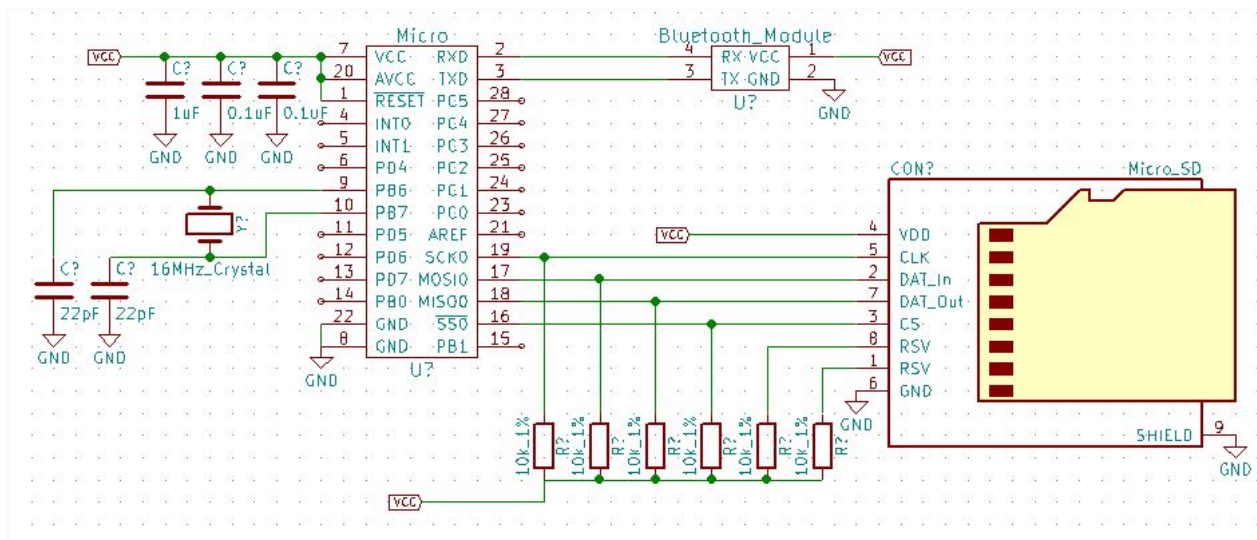 Micro
VCC
C?
1uF
GND
C?
0.1uF
GND
C?
0.1uF
GND
7 VCC RXD 2
20 AVCC TXD 3
1 RESET PC5 28
4 INT0 PC4 27
5 INT1 PC3 26
6 PD4 PC2 25
9 PB6 PC1 24
10 PB7 PC0 23
11 PD5 AREF 21
12 PD6 SCK0 19
13 PD7 MOSI0 17
14 PB0 MISO0 18
22 GND SS0 16
8 GND PB1 15
U?
GND
Y?
16MHz_Crystal
C?
22pF
GND
C?
22pF
GND
Bluetooth_Module
4 RX VCC 1
3 TX GND 2
U?
VCC
GND
CON?
Micro_SD
VCC
4 VDD
5 CLK
2 DAT_In
7 DAT_Out
3 CS
8 RSV
1 RSV
6 GND
GND
SHIELD 9
GND
10k_1% R?
10k_1% R?
10k_1% R?
10k_1% R?
10k_1% R?
10k_1% R?
VCC